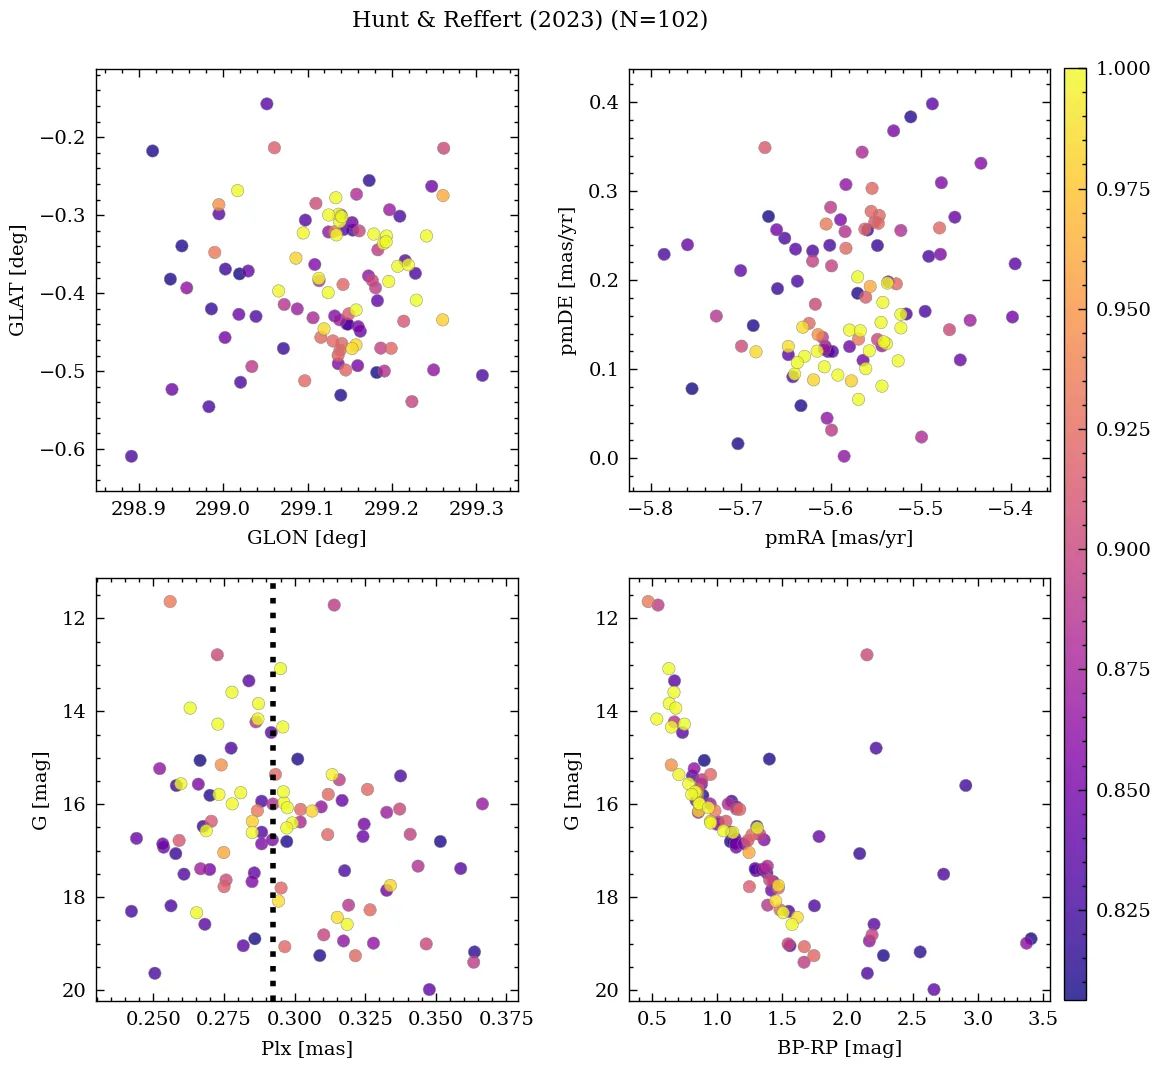 Hunt & Reffert (2023) (N=102)
GLAT [deg]
−0.2
−0.3
−0.4
−0.5
−0.6
298.9 299.0 299.1 299.2 299.3
GLON [deg]
pmDE [mas/yr]
0.4
0.3
0.2
0.1
0.0
−5.8 −5.7 −5.6 −5.5 −5.4
pmRA [mas/yr]
G [mag]
12
14
16
18
20
0.250 0.275 0.300 0.325 0.350 0.375
Plx [mas]
G [mag]
12
14
16
18
20
0.5 1.0 1.5 2.0 2.5 3.0 3.5
BP-RP [mag]
1.000
0.975
0.950
0.925
0.900
0.875
0.850
0.825